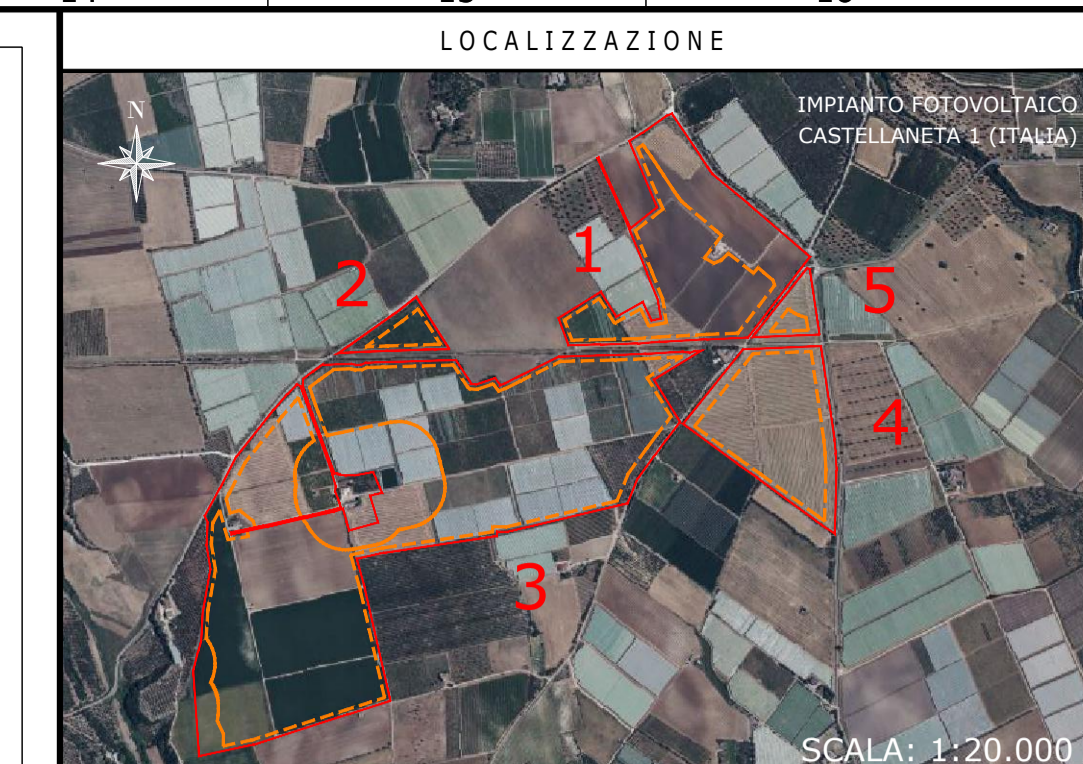 LOCALIZZAZIONE
N
IMPIANTO FOTOVOLTAICO
CASTELLANETA 1 (ITALIA)
1
2
5
4
3
SCALA: 1:20.000